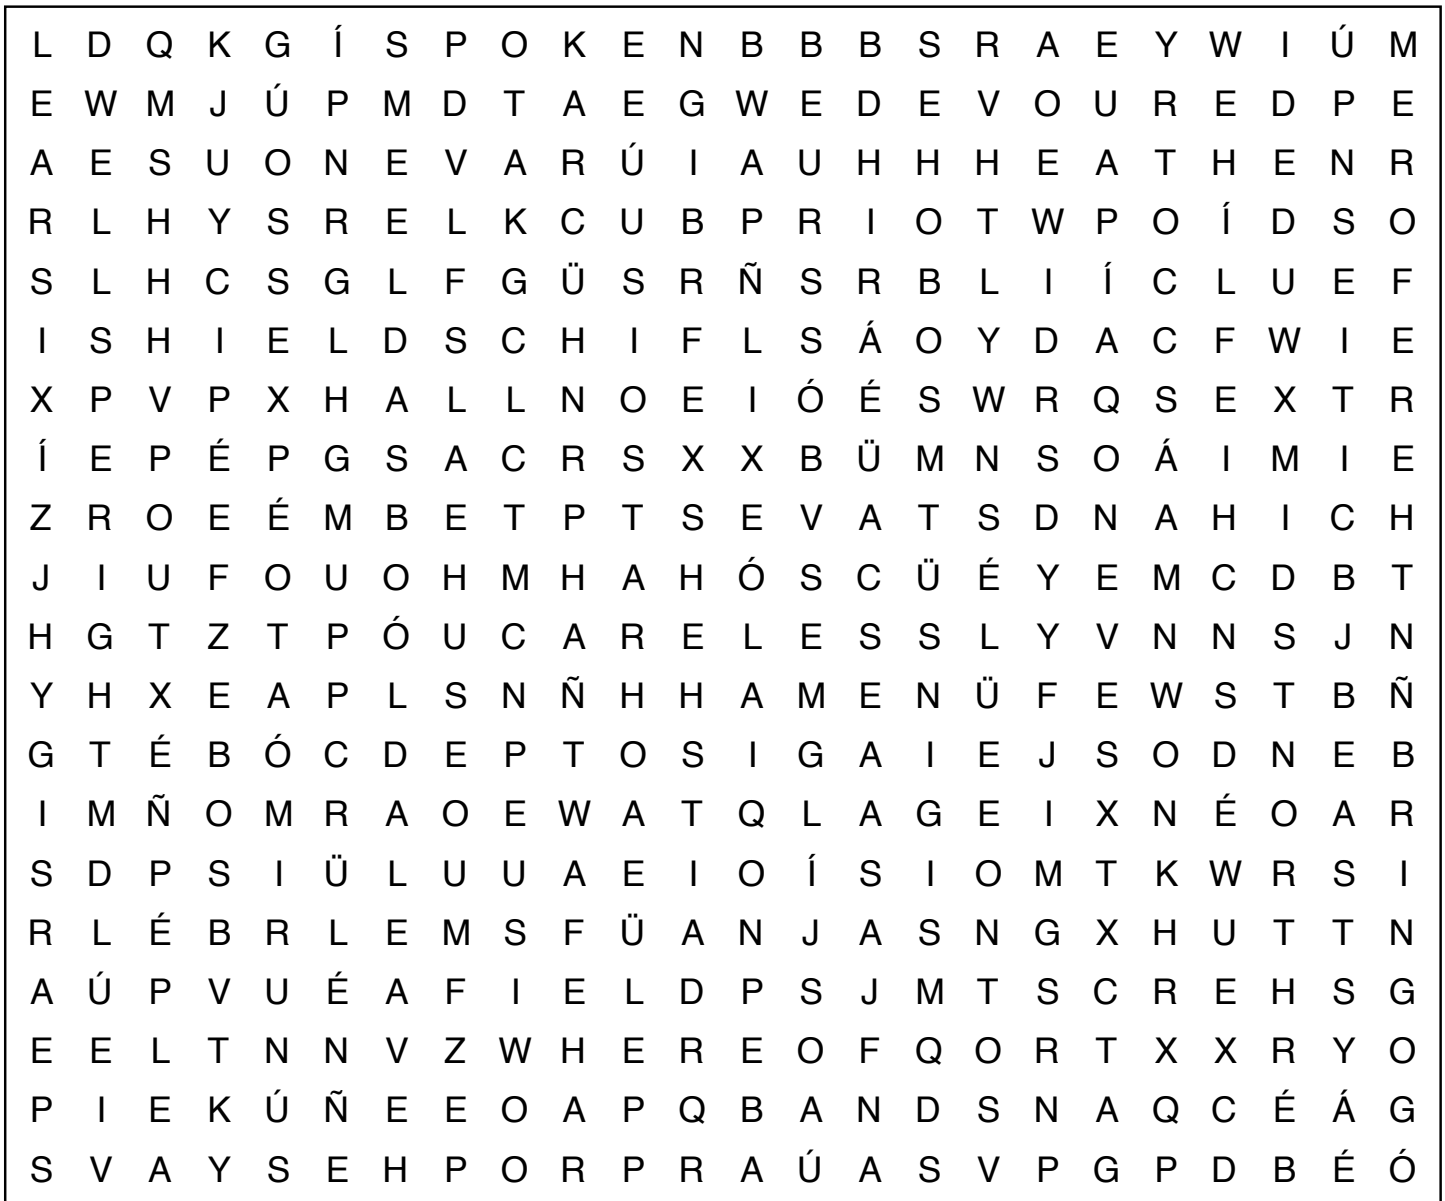 L D Q K G Í S P O K E N B B B S R A E Y W I Ú M
E W M J Ú P M D T A E G W E D E V O U R E D P E
A E S U O N E V A R Ú I A U H H H E A T H E N R
R L H Y S R E L K C U B P R I O T W P O Í D S O
S L H C S G L F G Ü S R Ñ S R B L I Í C L U E F
I S H I E L D S C H I F L S Á O Y D A C F W I E
X P V P X H A L L N O E I Ó É S W R Q S E X T R
Í E P É P G S A C R S X X B Ü M N S O Á I M I E
Z R O E É M B E T P T S E V A T S D N A H I C H
J I U F O U O H M H A H Ó S C Ü É Y E M C D B T
H G T Z T P Ó U C A R E L E S S L Y V N N S J N
Y H X E A P L S N Ñ H H A M E N Ü F E W S T B Ñ
G T É B Ó C D E P T O S I G A I E J S O D N E B
I M Ñ O M R A O E W A T Q L A G E I X N É O A R
S D P S I Ü L U U A E I O Í S I O M T K W R S I
R L É B R L E M S F Ü A N J A S N G X H U T T N
A Ú P V U É A F I E L D P S J M T S C R E H S G
E E L T N N V Z W H E R E O F Q O R T X X R Y O
P I E K Ú Ñ E E O A P Q B A N D S N A Q C É Á G
S V A Y S E H P O R P R A Ú A S V P G P D B É Ó